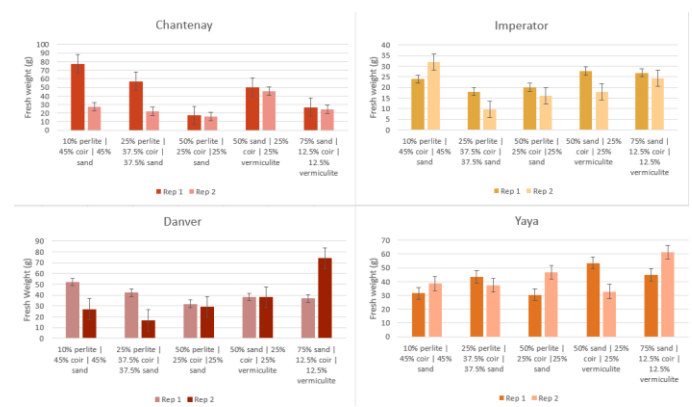 Chantenay
Fresh weight (g)
100
90
80
70
60
50
40
30
20
10
0
10% perlite | 25% perlite | 50% perlite | 50% sand | 25% 75% sand |
45% coir | 45% 37.5% coir | 25% coir |25% coir | 25% 12.5% coir |
sand 37.5% sand sand vermiculite 12.5%
vermiculite
Rep 1 Rep 2
Imperator
Fresh weight (g)
40
35
30
25
20
15
10
5
0
10% perlite | 25% perlite | 50% perlite | 50% sand | 25% 75% sand |
45% coir | 45% 37.5% coir | 25% coir |25% coir | 25% 12.5% coir |
sand 37.5% sand sand vermiculite 12.5%
vermiculite
Rep 1 Rep 2
Danver
Fresh Weight (g)
90
80
70
60
50
40
30
20
10
0
10% perlite | 25% perlite | 50% perlite | 50% sand | 25% 75% sand |
45% coir | 45% 37.5% coir | 25% coir |25% coir | 25% 12.5% coir |
sand 37.5% sand sand vermiculite 12.5%
vermiculite
Rep 1 Rep 2
Yaya
Fresh weight (g)
70
60
50
40
30
20
10
0
10% perlite | 25% perlite | 50% perlite | 50% sand | 25% 75% sand |
45% coir | 45% 37.5% coir | 25% coir |25% coir | 25% 12.5% coir |
sand 37.5% sand sand vermiculite 12.5%
vermiculite
Rep 1 Rep 2